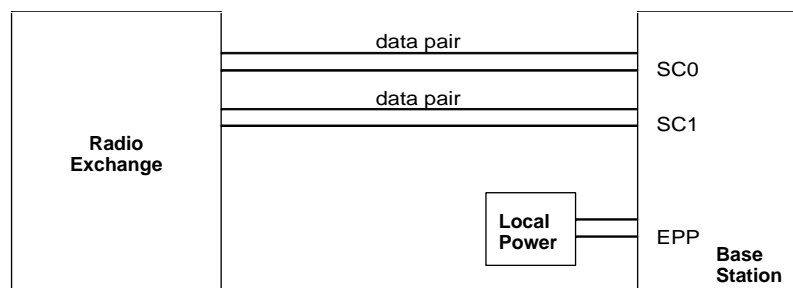 data pair
SC0
data pair
SC1
Radio
Exchange
Local
Power
EPP
Base
Station